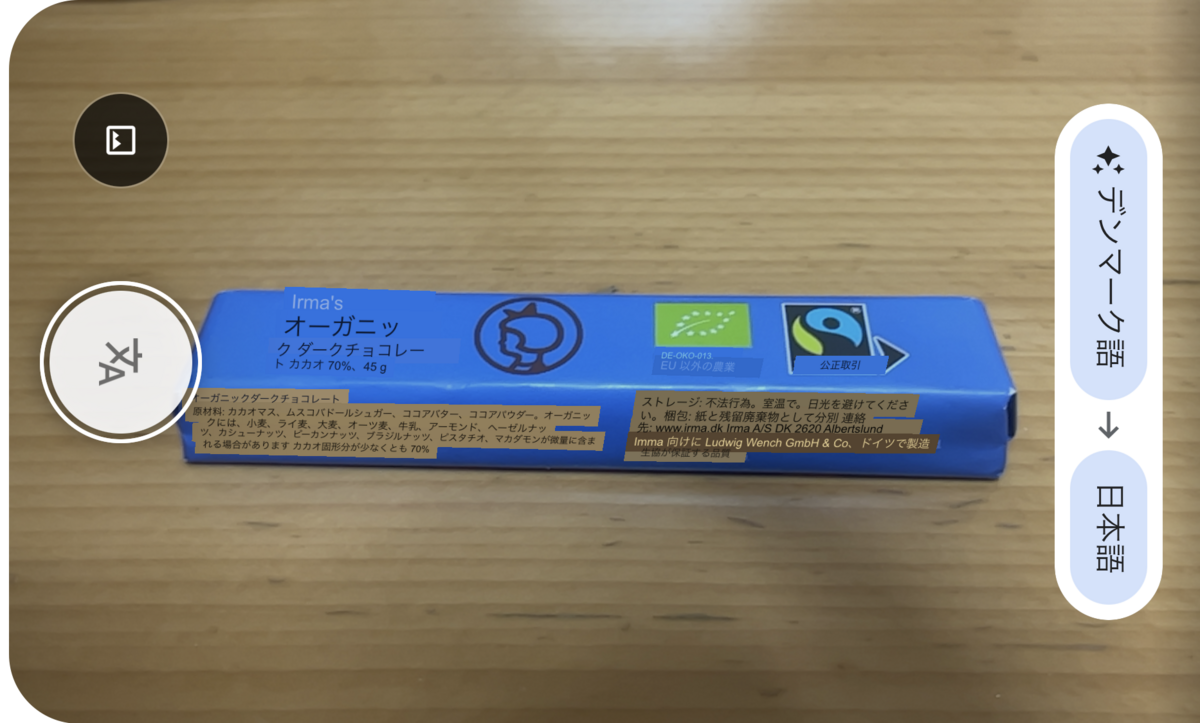 Irma's
オーガニッ
ク ダークチョコレー
ト カカオ 70%、45 g
DE-OKO-013.
EU 以外の農業
公正取引
ーガニックダークチョコレート
原材料: カカオマス、ムスコバドールシュガー、ココアバター、ココアパウダー。オーガニッ
クには、小麦、ライ麦、大麦、オーツ麦、牛乳、アーモンド、ヘーゼルナッ
ツ、カシューナッツ、ピーカンナッツ、ブラジルナッツ、ピスタチオ、マカダモンが微量に含ま
れる場合があります カカオ固形分が少なくとも 70%
ストレージ: 不法行為。室温で。日光を避けてくださ
い。梱包: 紙と残留廃棄物として分別 連絡
先: www.irma.dk Irma A/S DK 2620 Albertslund
Imma 向けに Ludwig Wench GmbH & Co、ドイツで製造
生協が保証する品質
デンマーク語
日本語